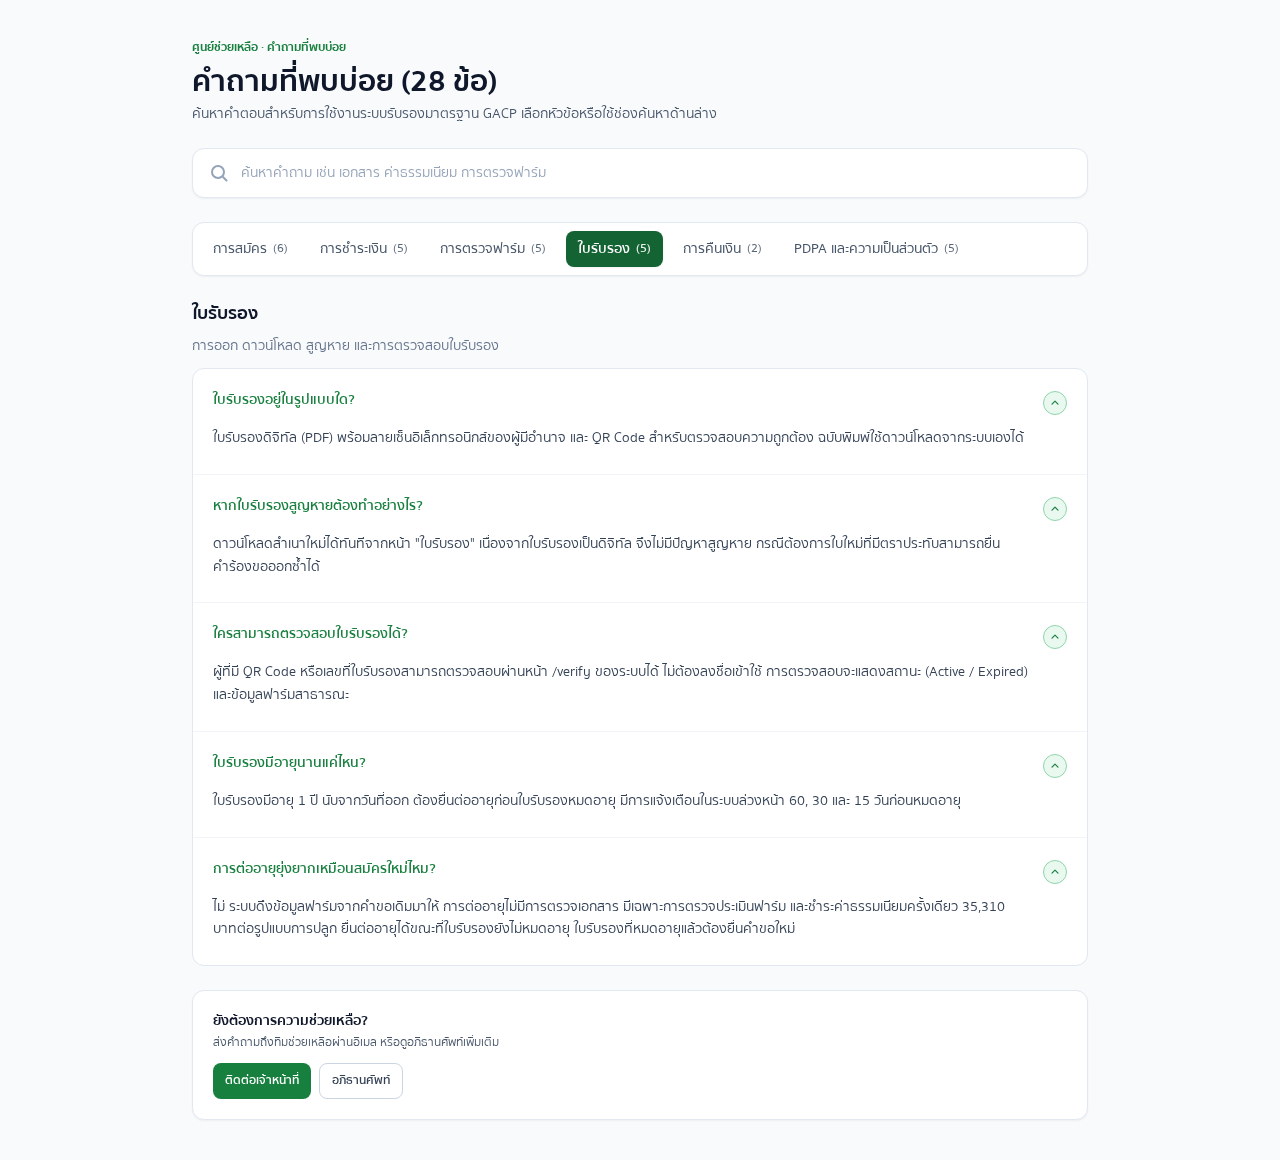 ศูนย์ช่วยเหลือ · คำถามที่พบบ่อย
คำถามที่พบบ่อย (28 ข้อ)
ค้นหาคำตอบสำหรับการใช้งานระบบรับรองมาตรฐาน GACP เลือกหัวข้อหรือใช้ช่องค้นหาด้านล่าง
ค้นหาคำถาม เช่น เอกสาร ค่าธรรมเนียม การตรวจฟาร์ม
การสมัคร (6) การชำระเงิน (5) การตรวจฟาร์ม (5) ใบรับรอง (5) การคืนเงิน (2) PDPA และความเป็นส่วนตัว (5)
ใบรับรอง
การออก ดาวน์โหลด สูญหาย และการตรวจสอบใบรับรอง
ใบรับรองอยู่ในรูปแบบใด?
ใบรับรองดิจิทัล (PDF) พร้อมลายเซ็นอิเล็กทรอนิกส์ของผู้มีอำนาจ และ QR Code สำหรับตรวจสอบความถูกต้อง ฉบับพิมพ์ใช้ดาวน์โหลดจากระบบเองได้
หากใบรับรองสูญหายต้องทำอย่างไร?
ดาวน์โหลดสำเนาใหม่ได้ทันทีจากหน้า "ใบรับรอง" เนื่องจากใบรับรองเป็นดิจิทัล จึงไม่มีปัญหาสูญหาย กรณีต้องการใบใหม่ที่มีตราประทับสามารถยื่น
คำร้องขอออกซ้ำได้
ใครสามารถตรวจสอบใบรับรองได้?
ผู้ที่มี QR Code หรือเลขที่ใบรับรองสามารถตรวจสอบผ่านหน้า /verify ของระบบได้ ไม่ต้องลงชื่อเข้าใช้ การตรวจสอบจะแสดงสถานะ (Active / Expired)
และข้อมูลฟาร์มสาธารณะ
ใบรับรองมีอายุนานแค่ไหน?
ใบรับรองมีอายุ 1 ปี นับจากวันที่ออก ต้องยื่นต่ออายุก่อนใบรับรองหมดอายุ มีการแจ้งเตือนในระบบล่วงหน้า 60, 30 และ 15 วันก่อนหมดอายุ
การต่ออายุยุ่งยากเหมือนสมัครใหม่ไหม?
ไม่ ระบบดึงข้อมูลฟาร์มจากคำขอเดิมมาให้ การต่ออายุไม่มีการตรวจเอกสาร มีเฉพาะการตรวจประเมินฟาร์ม และชำระค่าธรรมเนียมครั้งเดียว 35,310
บาทต่อรูปแบบการปลูก ยื่นต่ออายุได้ขณะที่ใบรับรองยังไม่หมดอายุ ใบรับรองที่หมดอายุแล้วต้องยื่นคำขอใหม่
ยังต้องการความช่วยเหลือ?
ส่งคำถามถึงทีมช่วยเหลือผ่านอีเมล หรือดูอภิธานศัพท์เพิ่มเติม
ติดต่อเจ้าหน้าที่ อภิธานศัพท์